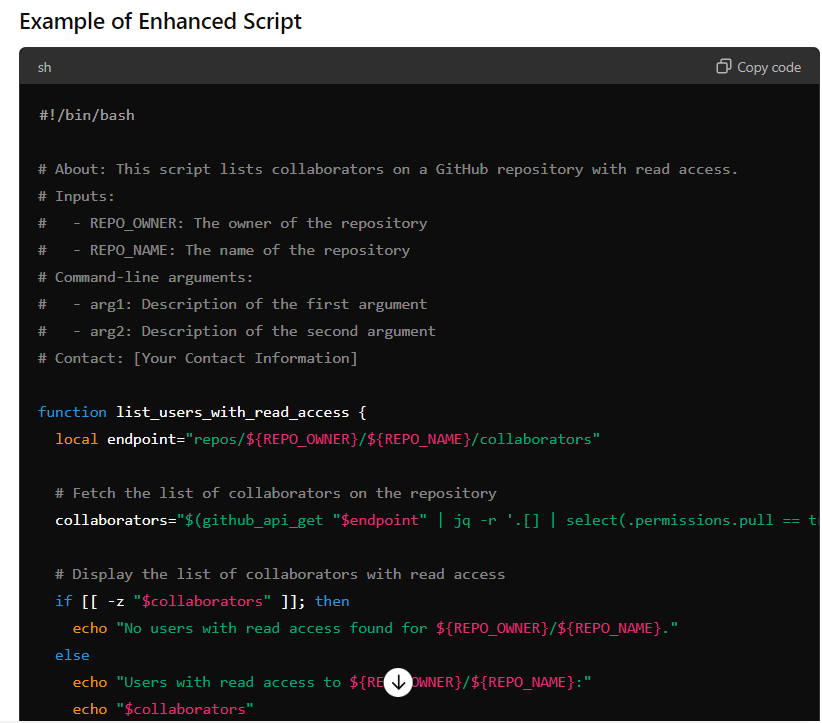 Example of Enhanced Script
sh
Copy code
#!/bin/bash
# About: This script lists collaborators on a GitHub repository with read access.
# Inputs:
#   - REPO_OWNER: The owner of the repository
#   - REPO_NAME: The name of the repository
# Command-line arguments:
#   - arg1: Description of the first argument
#   - arg2: Description of the second argument
# Contact: [Your Contact Information]
function list_users_with_read_access {
  local endpoint="repos/${REPO_OWNER}/${REPO_NAME}/collaborators"
  # Fetch the list of collaborators on the repository
  collaborators="$(github_api_get "$endpoint" | jq -r '.[] | select(.permissions.pull ==
  # Display the list of collaborators with read access
  if [[ -z "$collaborators" ]]; then
    echo "No users with read access found for ${REPO_OWNER}/${REPO_NAME}."
  else
    echo "Users with read access to /${REPO_NAME}:"
    echo "$collaborators"